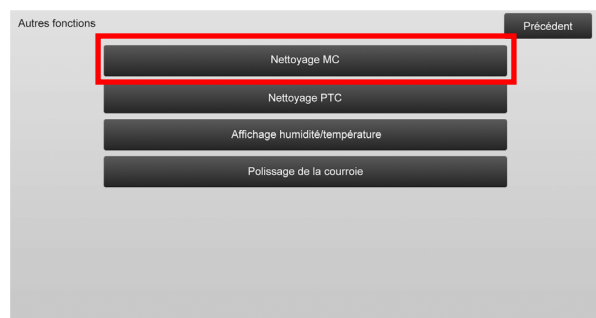 Autres fonctions
Précédent
Nettoyage MC
Nettoyage PTC
Affichage humidité/température
Polissage de la courroie